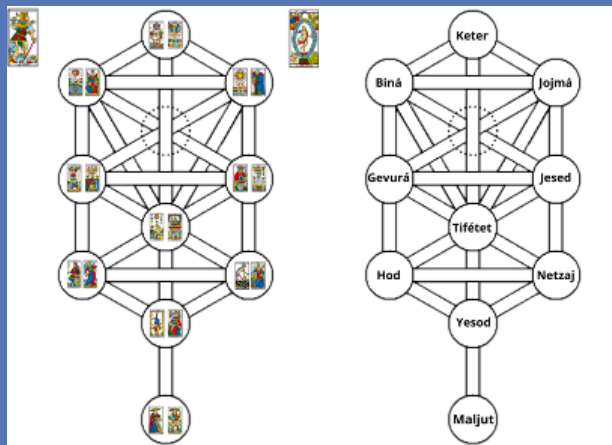 Keter
Biná
Jojmá
Gevurá
Jesed
Tifétet
Hod
Netzaj
Yesod
Maljut